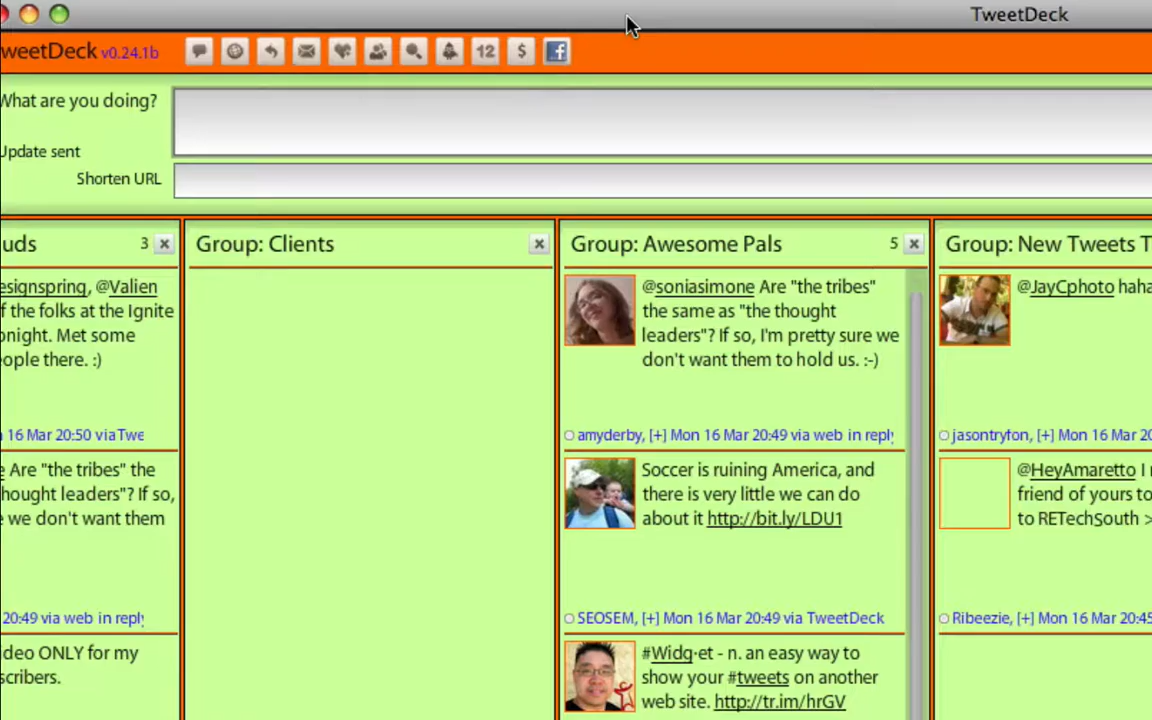 TweetDeck
weetDeck v0.24.1b
12 $ f
What are you doing?
Update sent
Shorten URL
uds 3
esignspring, @Valien
f the folks at the Ignite
onight. Met some
eople there. :)
16 Mar 20:50 via Twe
Are "the tribes" the
hought leaders"? If so,
e we don't want them
20:49 via web in reply
ideo ONLY for my
scribers.
Group: Clients
Group: Awesome Pals 5
@soniasimone Are "the tribes"
the same as "the thought
leaders"? If so, I'm pretty sure we
don't want them to hold us. :-)
amyderby, [+] Mon 16 Mar 20:49 via web in reply
Soccer is ruining America, and
there is very little we can do
about it http://bit.ly/LDU1
SEOSEM, [+] Mon 16 Mar 20:49 via TweetDeck
#Widg·et - n. an easy way to
show your #tweets on another
web site. http://tr.im/hrGV
Group: New Tweets T
@JayCphoto haha
jasontryfon, [+] Mon 16 Mar 20
@HeyAmaretto I r
friend of yours to
to RETechSouth >
Ribeezie, [+] Mon 16 Mar 20:45